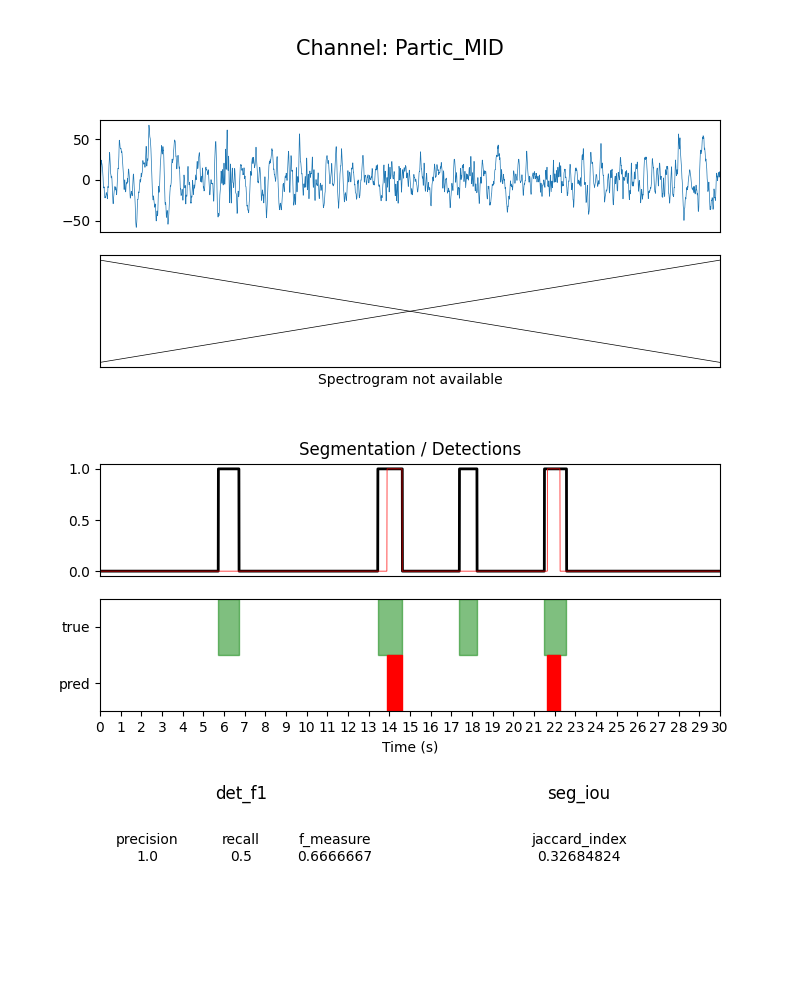 Channel: Partic_MID
50
0
−50
Spectrogram not available
Segmentation / Detections
1.0
0.5
0.0
true
pred
0 1 2 3 4 5 6 7 8 9 10 11 12 13 14 15 16 17 18 19 20 21 22 23 24 25 26 27 28 29 30
Time (s)
det_f1 seg_iou
precision recall f_measure jaccard_index
1.0 0.5 0.6666667 0.32684824